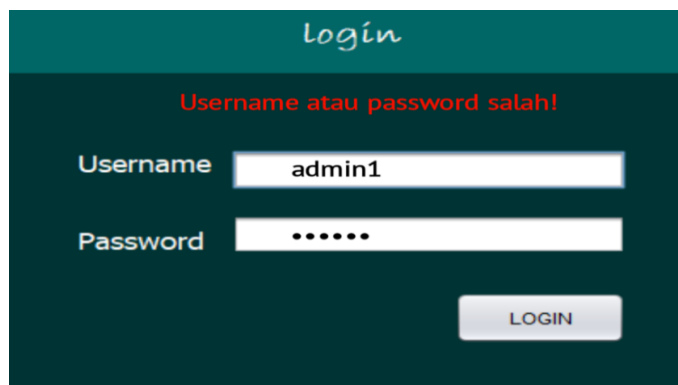 login
Username atau password salah!
Username admin1
Password ••••••
LOGIN